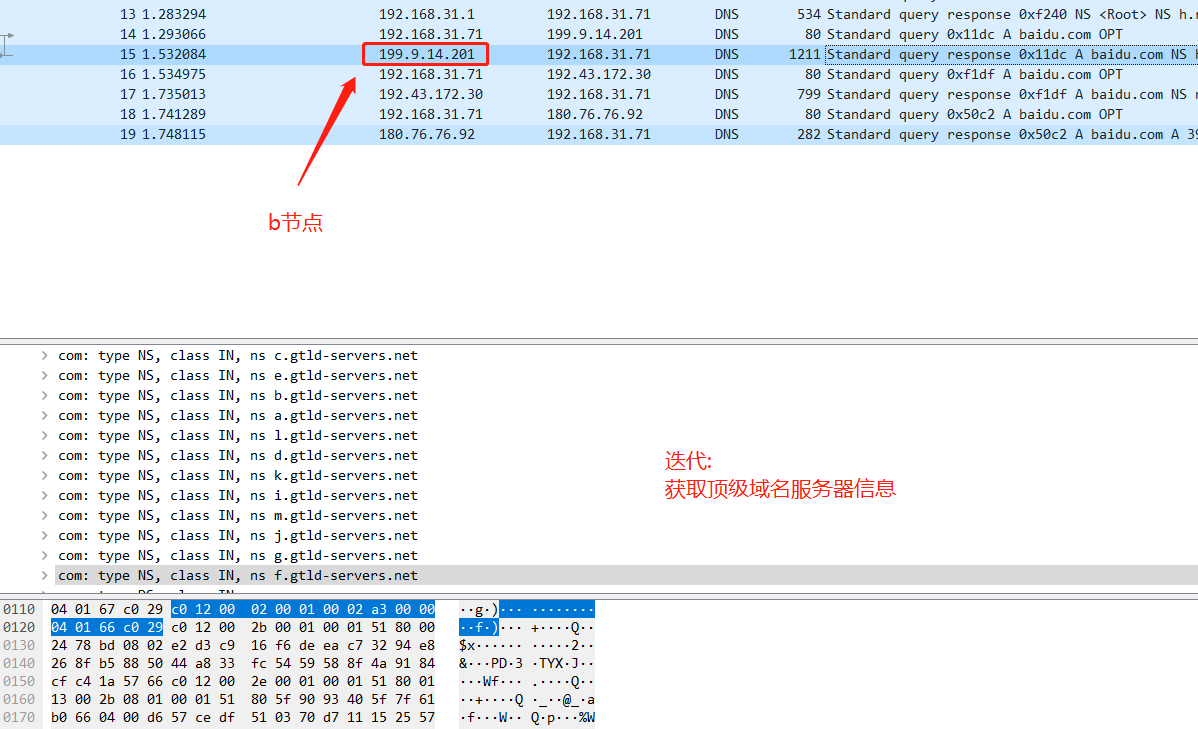 13 1.283294 192.168.31.1 192.168.31.71 DNS 534 Standard query response 0xf240 NS <Root> NS h.r
14 1.293066 192.168.31.71 199.9.14.201 DNS 80 Standard query 0x11dc A baidu.com OPT
15 1.532084 199.9.14.201 192.168.31.71 DNS 1211 Standard query response 0x11dc A baidu.com NS h
16 1.534975 192.168.31.71 192.43.172.30 DNS 80 Standard query 0xf1df A baidu.com OPT
17 1.735013 192.43.172.30 192.168.31.71 DNS 799 Standard query response 0xf1df A baidu.com NS
18 1.741289 192.168.31.71 180.76.76.92 DNS 80 Standard query 0x50c2 A baidu.com OPT
19 1.748115 180.76.76.92 192.168.31.71 DNS 282 Standard query response 0x50c2 A baidu.com A 39
b节点
com: type NS, class IN, ns c.gtld-servers.net
com: type NS, class IN, ns e.gtld-servers.net
com: type NS, class IN, ns b.gtld-servers.net
com: type NS, class IN, ns a.gtld-servers.net
com: type NS, class IN, ns l.gtld-servers.net
com: type NS, class IN, ns d.gtld-servers.net
com: type NS, class IN, ns k.gtld-servers.net
com: type NS, class IN, ns i.gtld-servers.net
com: type NS, class IN, ns m.gtld-servers.net
com: type NS, class IN, ns j.gtld-servers.net
com: type NS, class IN, ns g.gtld-servers.net
com: type NS, class IN, ns f.gtld-servers.net
迭代:
获取顶级域名服务器信息
0110 04 01 67 c0 29 c0 12 00 02 00 01 00 02 a3 00 00 ··g·)··· ········
0120 04 01 66 c0 29 c0 12 00 2b 00 01 00 01 51 80 00 ··f·)··· +····Q··
0130 24 78 bd 08 02 e2 d3 c9 16 f6 de ea c7 32 94 e8 $x······ ·····2··
0140 26 8f b5 88 50 44 a8 33 fc 54 59 58 8f 4a 91 84 &···PD·3 ·TYX·J··
0150 cf c4 1a 57 66 c0 12 00 2e 00 01 00 01 51 80 01 ···Wf··· .····Q··
0160 13 00 2b 08 01 00 01 51 80 5f 90 93 40 5f 7f 61 ··+····Q ·_··@_·a
0170 b0 66 04 00 d6 57 ce df 51 03 70 d7 11 15 25 57 ·f···W·· Q·p···%W